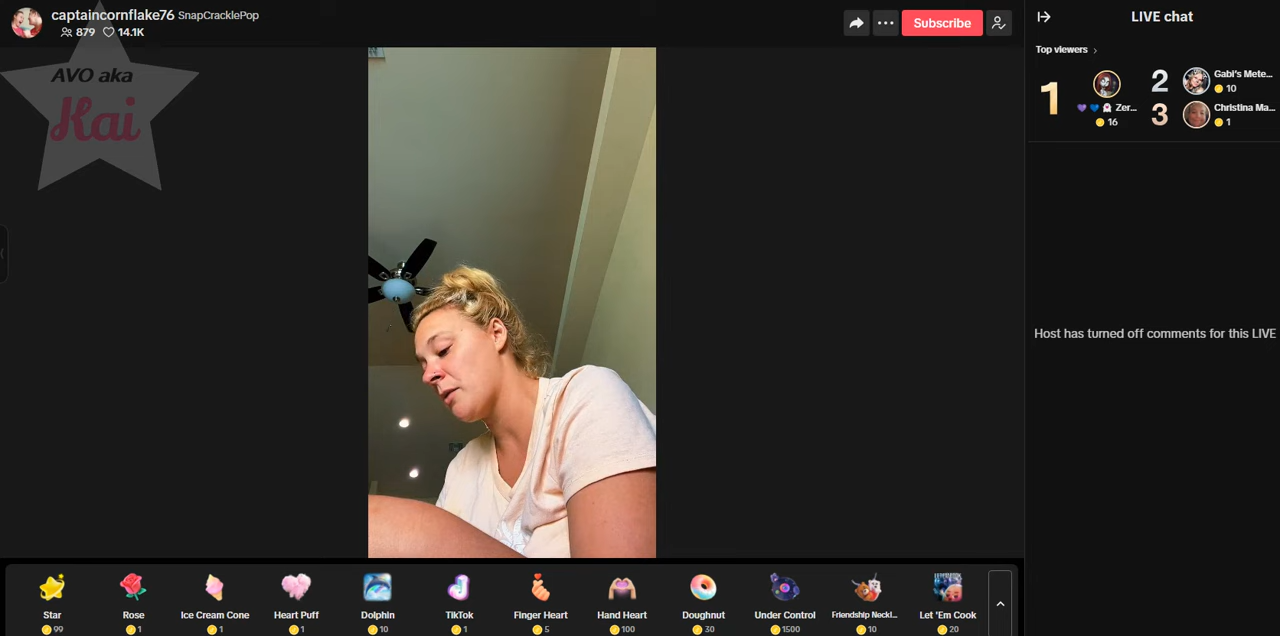 captaincornflake76 SnapCracklePop
879 14.1K
Subscribe
AVO aka
Kai
LIVE chat
Top viewers
1
Zer...
16
2
Gabl's Mete...
10
3
Christina Ma...
1
Host has turned off comments for this LIVE
Star
99
Rose
1
Ice Cream Cone
1
Heart Puff
1
Dolphin
10
TikTok
1
Finger Heart
5
Hand Heart
100
Doughnut
30
Under Control
1500
Friendship Neckl...
10
Let 'Em Cook
20